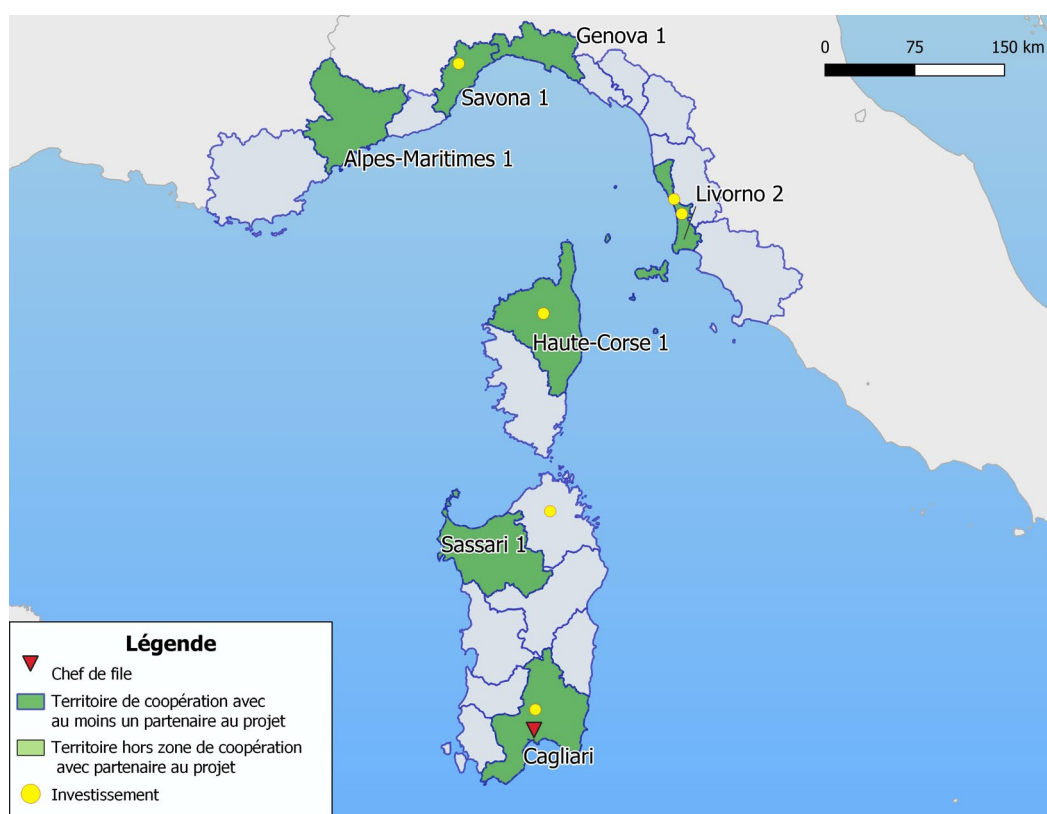 Genova 1
0 75 150 km
Savona 1
Alpes-Maritimes 1
Livorno 2
Haute-Corse 1
Sassari 1
Cagliari
Légende
Chef de file
Territoire de coopération avec
au moins un partenaire au projet
Territoire hors zone de coopération
avec partenaire au projet
Investissement